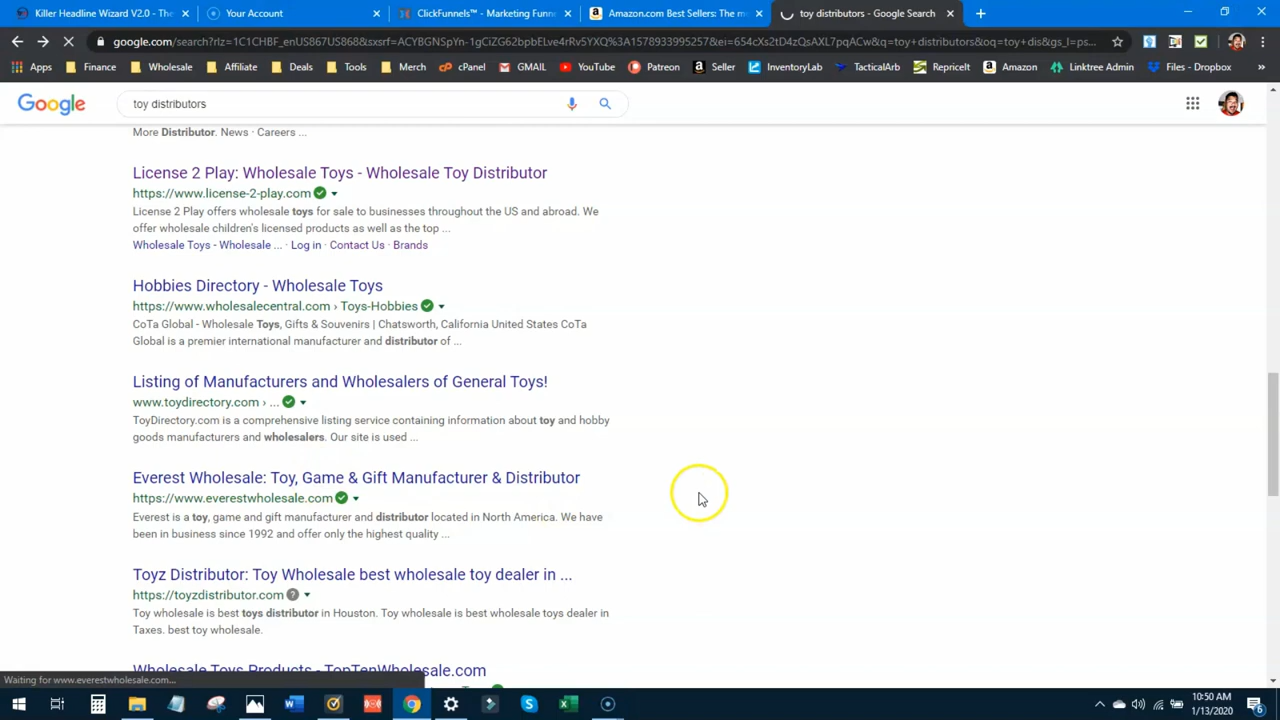 Killer Headline Wizard V2.0 - The
Your Account
ClickFunnels™ - Marketing Funn
Amazon.com Best Sellers: The m
toy distributors - Google Search
google.com/search?rlz=1C1CHBF_enUS867US868&sxsrf=ACYBGNSpYn-1gCiZG62bpbELve4rRv5YXQ%3A1578933995257&ei=654cXs2tD4zQsAXL7pqACw&q=toy+distributors&oq=toy+dis&gs_l=ps...
Apps Finance Wholesale Affiliate Deals Tools Merch cPanel GMAIL YouTube Patreon Seller InventoryLab TacticalArb RepriceIt Amazon Linktree Admin Files - Dropbox »
Google
toy distributors
More Distributor. News · Careers ...
License 2 Play: Wholesale Toys - Wholesale Toy Distributor
https://www.license-2-play.com
License 2 Play offers wholesale toys for sale to businesses throughout the US and abroad. We
offer wholesale children's licensed products as well as the top ...
Wholesale Toys - Wholesale ... · Log in · Contact Us · Brands
Hobbies Directory - Wholesale Toys
https://www.wholesalecentral.com › Toys-Hobbies
CoTa Global - Wholesale Toys, Gifts & Souvenirs | Chatsworth, California United States CoTa
Global is a premier international manufacturer and distributor of ...
Listing of Manufacturers and Wholesalers of General Toys!
www.toydirectory.com › ...
ToyDirectory.com is a comprehensive listing service containing information about toy and hobby
goods manufacturers and wholesalers. Our site is used ...
Everest Wholesale: Toy, Game & Gift Manufacturer & Distributor
https://www.everestwholesale.com
Everest is a toy, game and gift manufacturer and distributor located in North America. We have
been in business since 1992 and offer only the highest quality ...
Toyz Distributor: Toy Wholesale best wholesale toy dealer in ...
https://toyzdistributor.com
Toy wholesale is best toys distributor in Houston. Toy wholesale is best wholesale toys dealer in
Taxes. best toy wholesale.
Wholesale Toys Products - TopTenWholesale.com
Waiting for www.everestwholesale.com...
10:50 AM
1/13/2020
6